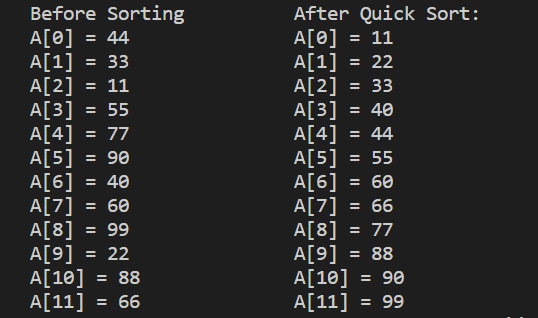 Before Sorting
A[0] = 44
A[1] = 33
A[2] = 11
A[3] = 55
A[4] = 77
A[5] = 90
A[6] = 40
A[7] = 60
A[8] = 99
A[9] = 22
A[10] = 88
A[11] = 66
After Quick Sort:
A[0] = 11
A[1] = 22
A[2] = 33
A[3] = 40
A[4] = 44
A[5] = 55
A[6] = 60
A[7] = 66
A[8] = 77
A[9] = 88
A[10] = 90
A[11] = 99